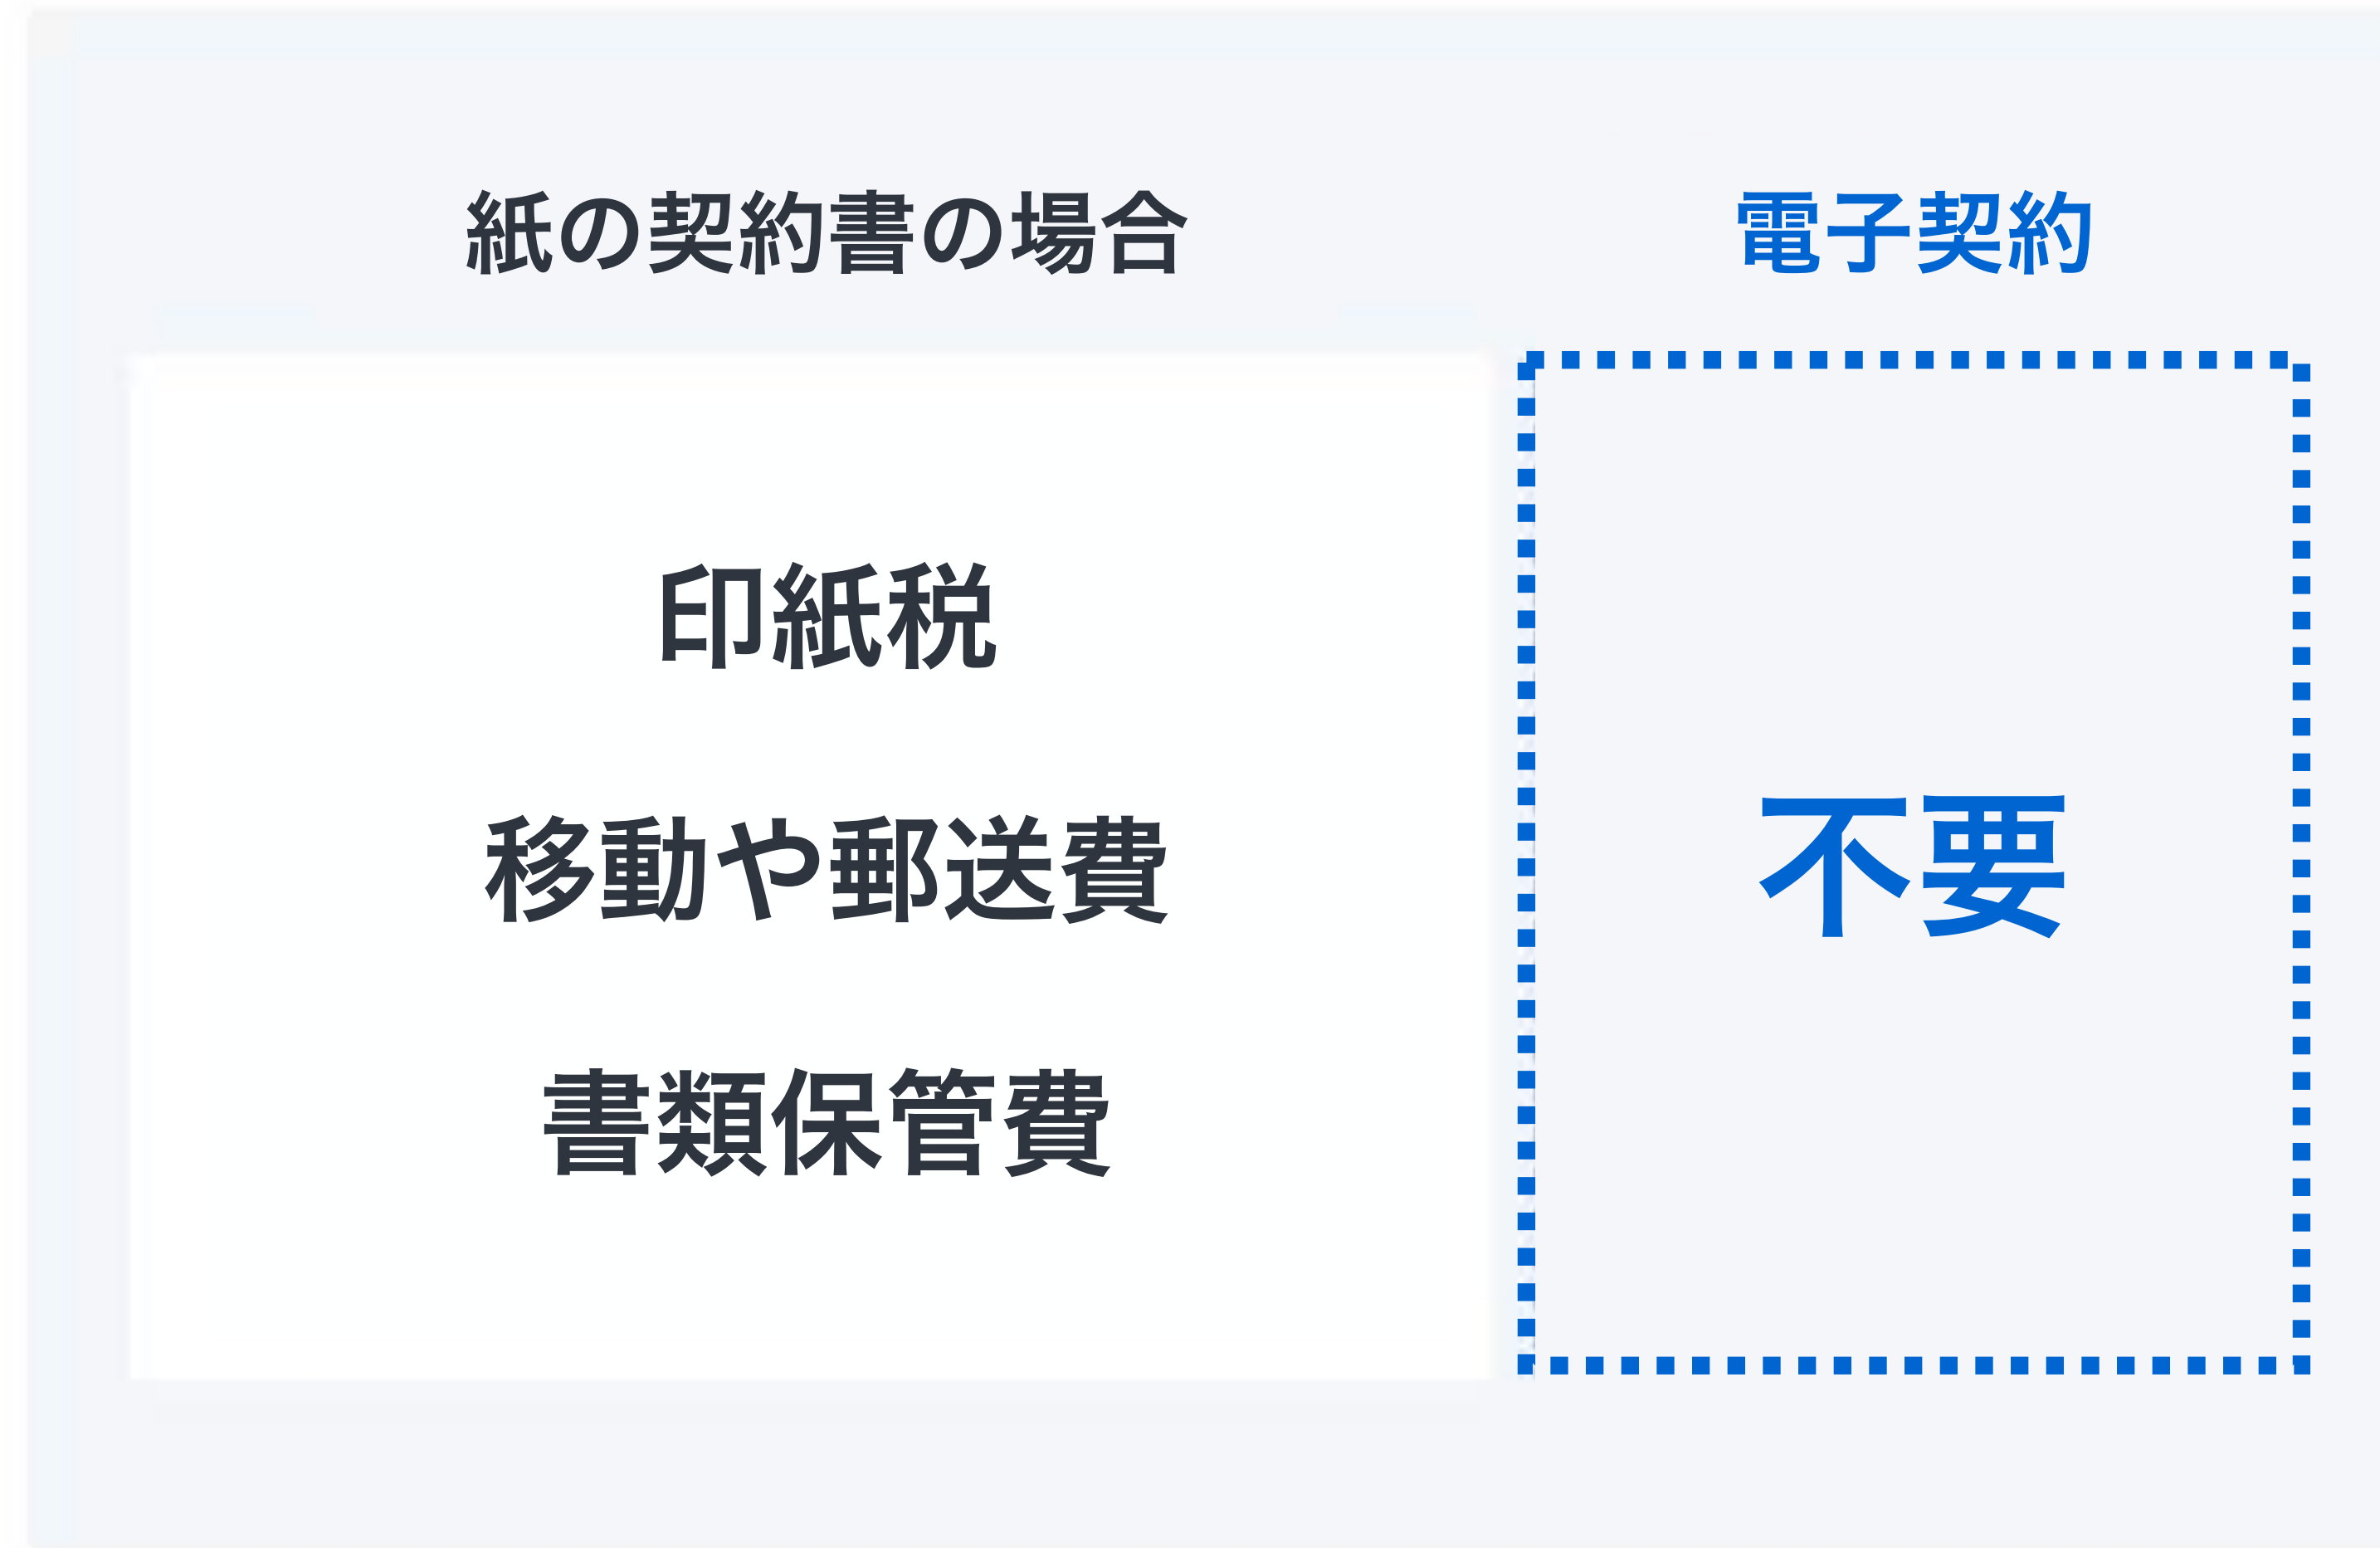 紙の契約書の場合
電子契約
印紙税
移動や郵送費
不要
書類保管費